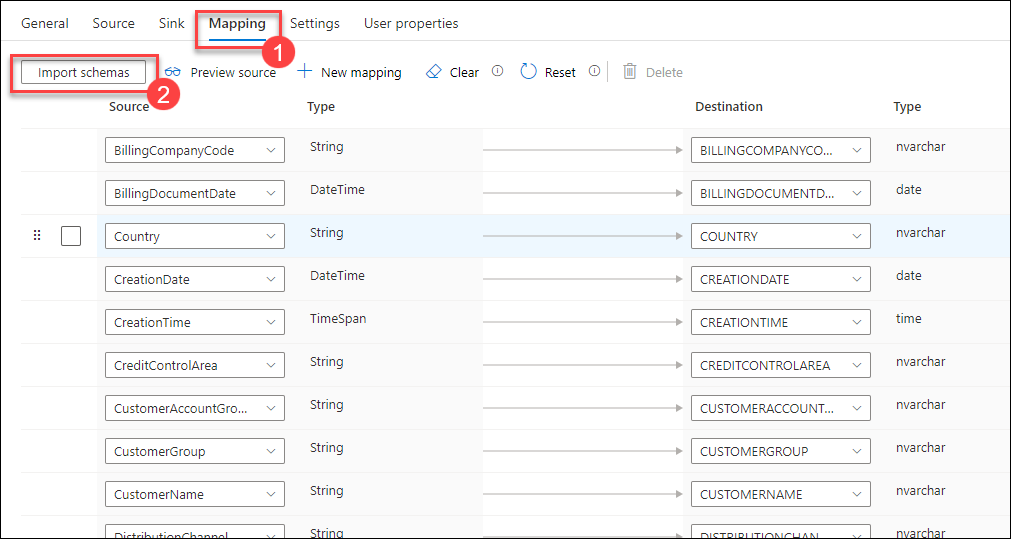 General Source Sink Mapping Settings User properties
1
Import schemas Preview source New mapping Clear Reset Delete
2
Source Type Destination Type
BillingCompanyCode String BILLINGCOMPANYCO... nvarchar
BillingDocumentDate DateTime BILLINGDOCUMENTD... date
Country String COUNTRY nvarchar
CreationDate DateTime CREATIONDATE date
CreationTime TimeSpan CREATIONTIME time
CreditControlArea String CREDITCONTROLAREA nvarchar
CustomerAccountGro... String CUSTOMERACCOUNT... nvarchar
CustomerGroup String CUSTOMERGROUP nvarchar
CustomerName String CUSTOMERNAME nvarchar
DistributionChannel String DISTRIBUTIONCHAN... nvarchar